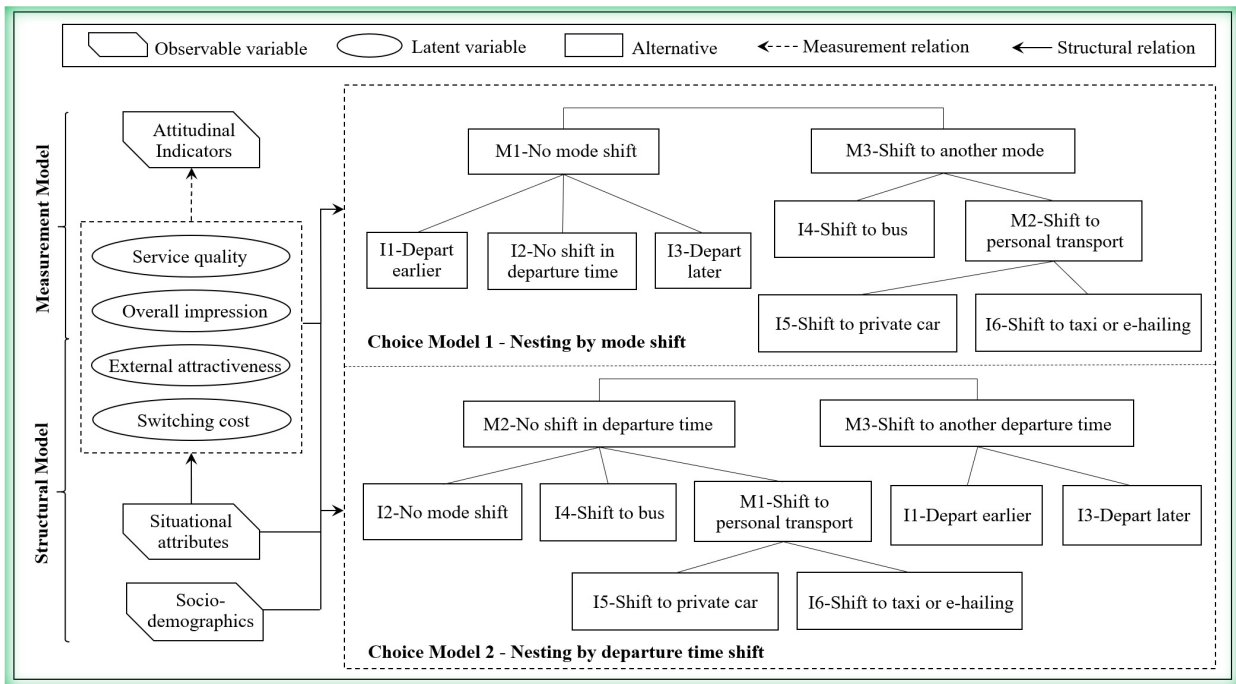 Observable variable
Latent variable
Alternative
Measurement relation
Structural relation
Measurement Model
Structural Model
Attitudinal
Indicators
Service quality
Overall impression
External attractiveness
Switching cost
Situational
attributes
Socio-
demographics
M1-No mode shift
M3-Shift to another mode
I1-Depart
earlier
I2-No shift in
departure time
I3-Depart
later
I4-Shift to bus
M2-Shift to
personal transport
I5-Shift to private car
I6-Shift to taxi or e-hailing
Choice Model 1 - Nesting by mode shift
M2-No shift in departure time
M3-Shift to another departure time
I2-No mode shift
I4-Shift to bus
M1-Shift to
personal transport
I1-Depart earlier
I3-Depart later
I5-Shift to private car
I6-Shift to taxi or e-hailing
Choice Model 2 - Nesting by departure time shift